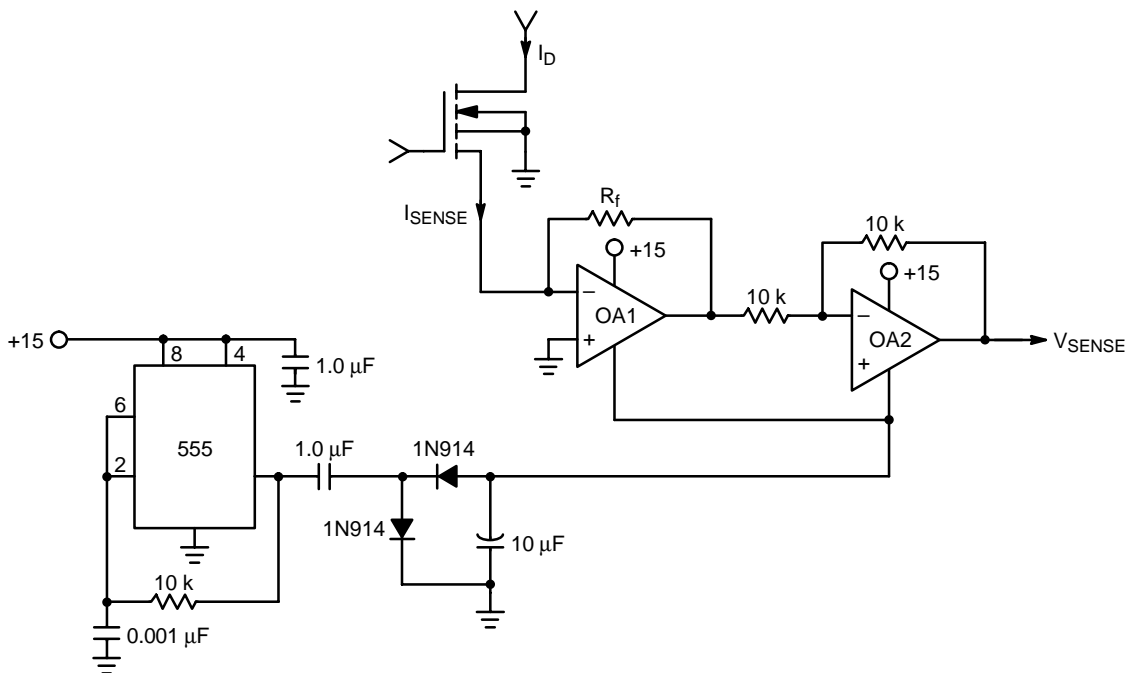 I_D
I_SENSE
R_f
+15
OA1
10 k
10 k
+15
OA2
V_SENSE
+15
8
4
1.0 μF
6
2
555
1.0 μF
1N914
1N914
10 μF
10 k
0.001 μF